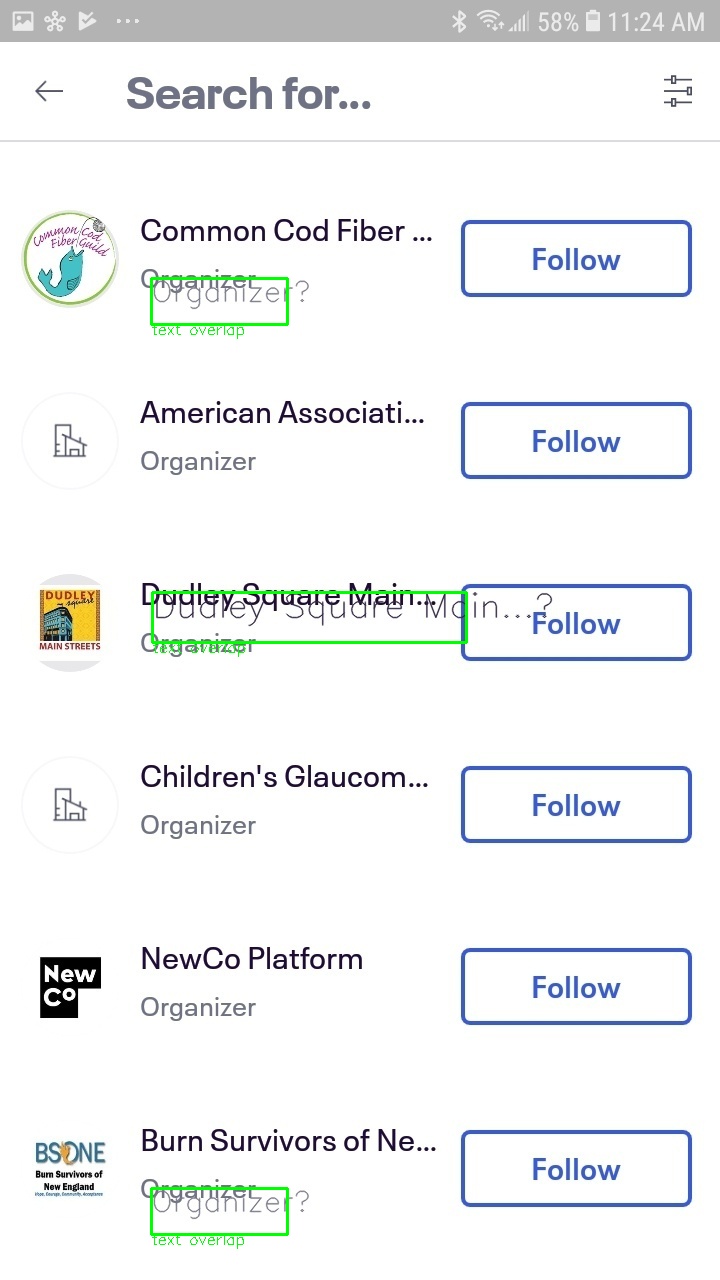 58% 11:24 AM
Search for...
Common Cod Fiber Guild
Common Cod Fiber ...
Organizer
Follow
Organizer?
text overlap
American Associati...
Organizer
Follow
DUDLEY
square
MAIN STREETS
Dudley Square Main...
Dudley Square Main...?
Follow
Organizer
text overlap
Children's Glaucom...
Organizer
Follow
New
Co
NewCo Platform
Organizer
Follow
BSONE
Burn Survivors of
New England
Hope, Courage, Community, Acceptance
Burn Survivors of Ne...
Organizer
Follow
Organizer?
text overlap